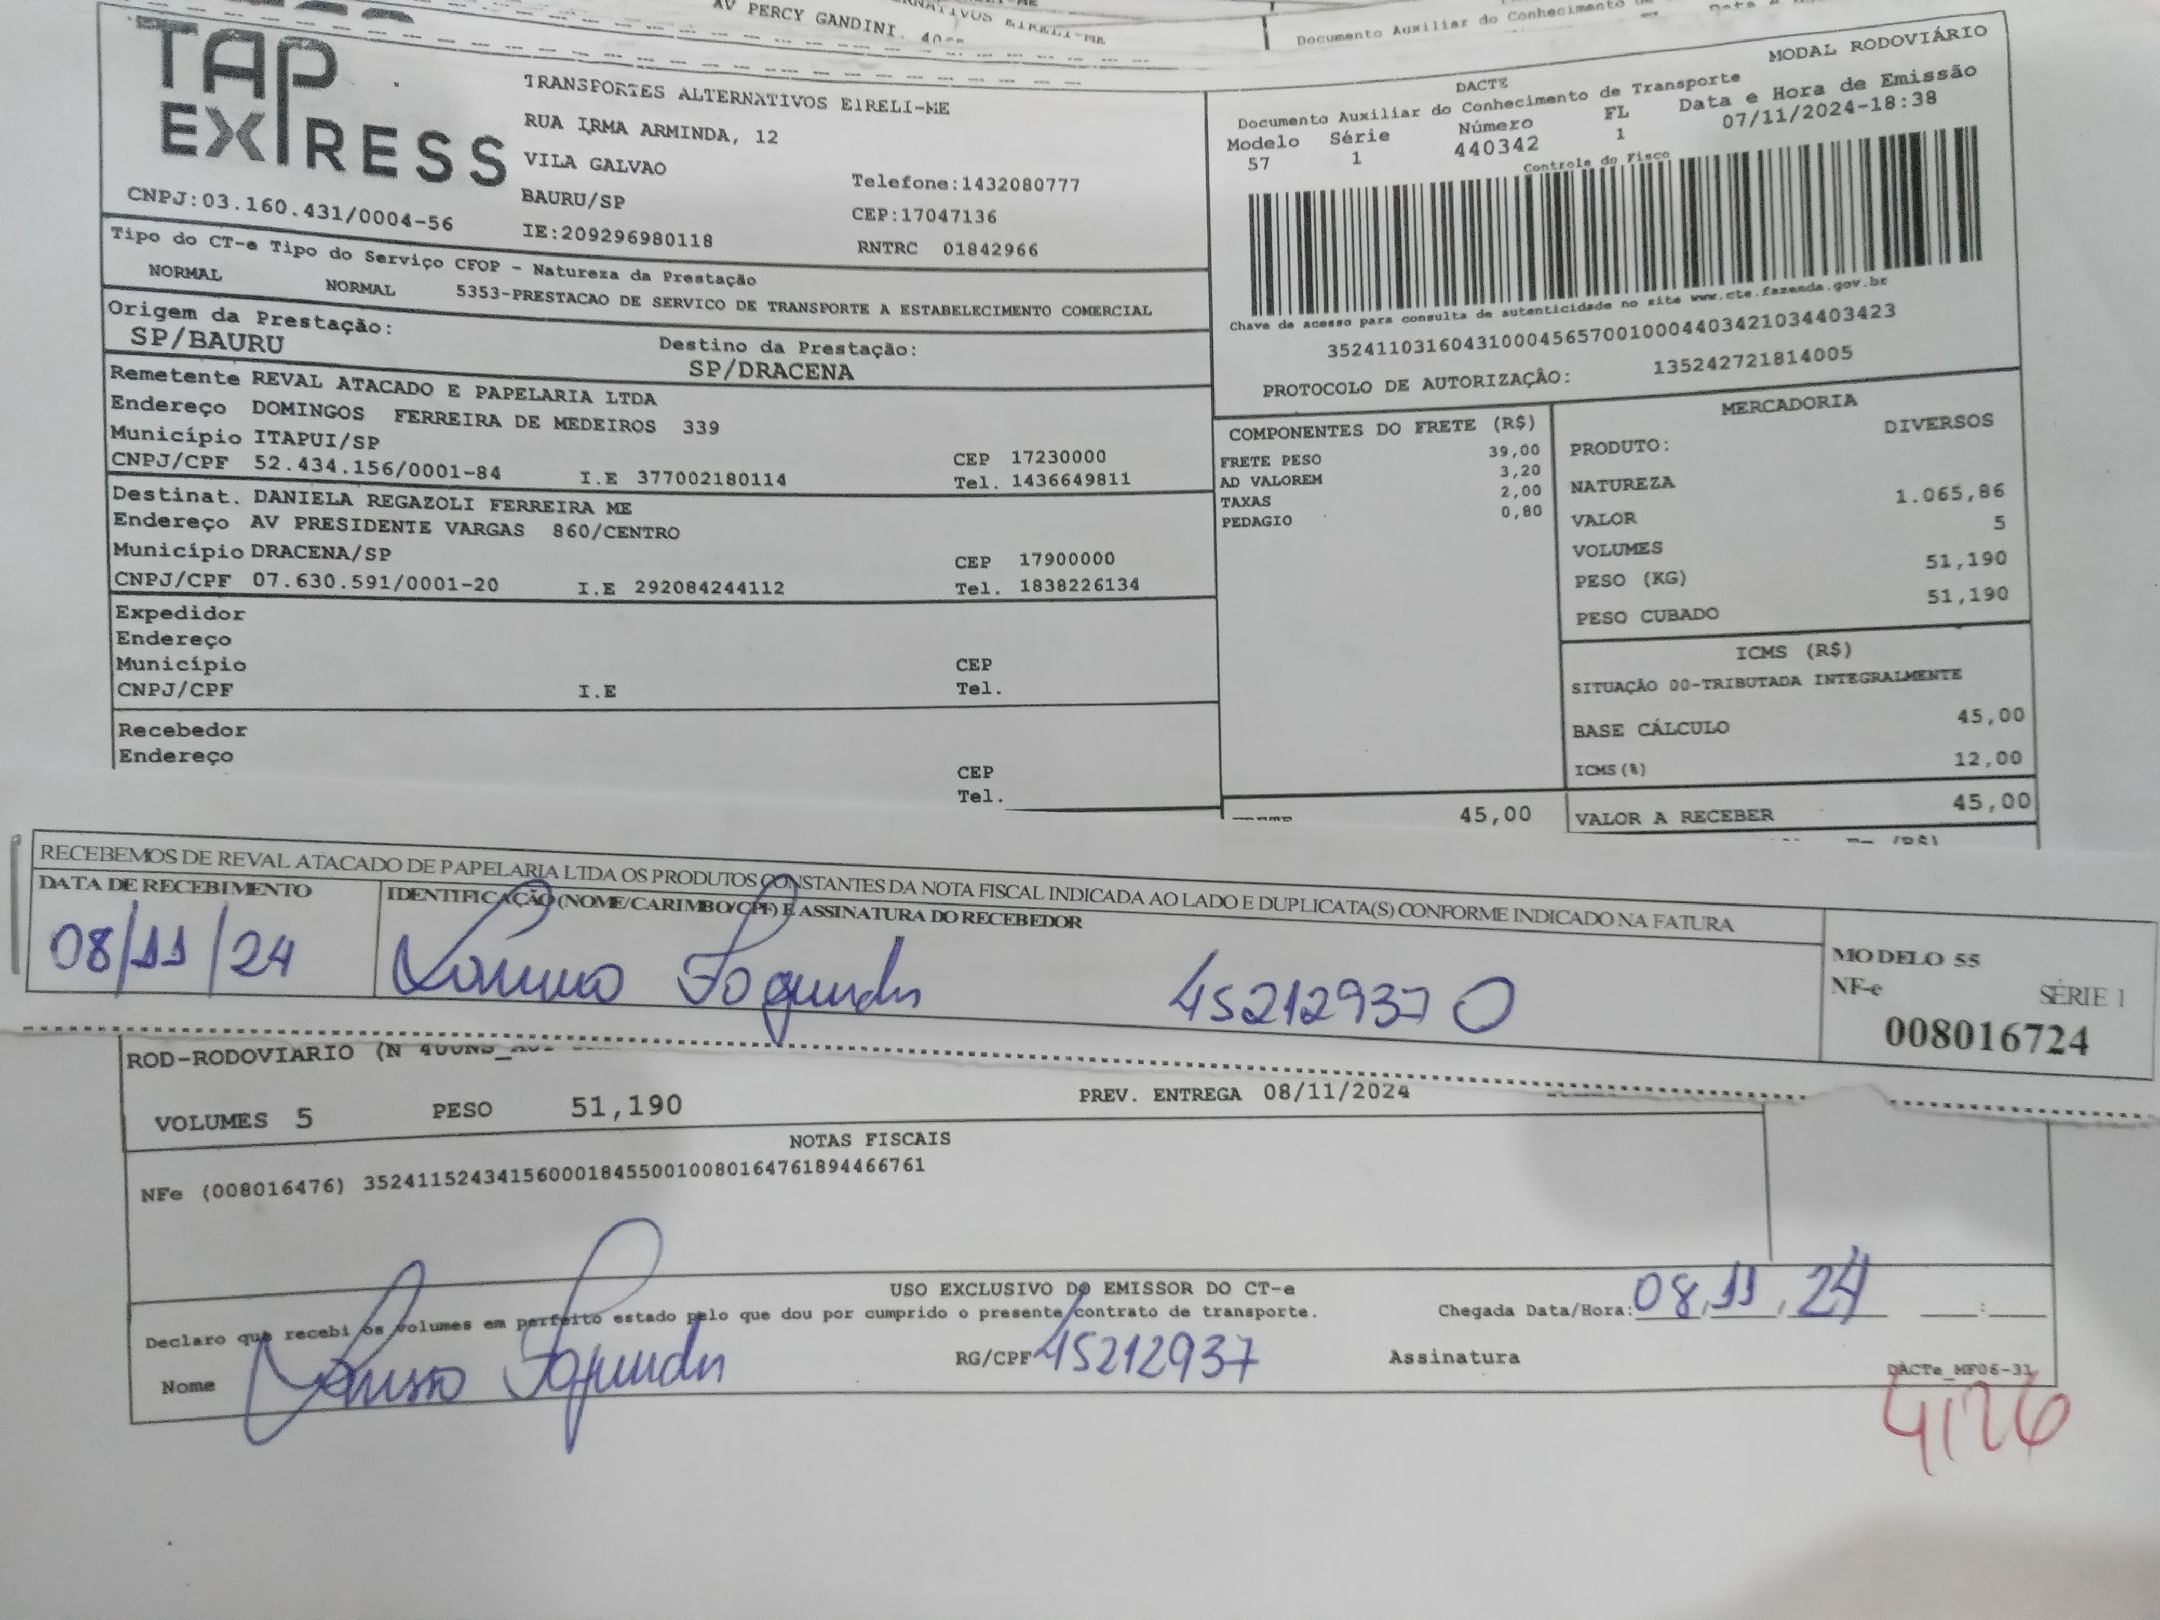 AV PERCY GANDINI.
Documento Auxiliar do Conhecimento
TAP
EXPRESS
TRANSPORTES ALTERNATIVOS EIRELI-ME
RUA IRMA ARMINDA, 12
VILA GALVAO
Telefone:1432080777
BAURU/SP
CEP:17047136
CNPJ:03.160.431/0004-56
IE:209296980118
RNTRC 01842966
DACTE
MODAL RODOVIÁRIO
Documento Auxiliar do Conhecimento de Transporte
Modelo Série Número FL Data e Hora de Emissão
57 1 440342 1 07/11/2024-18:38
Controle do Fisco
Chave de acesso para consulta de autenticidade no site www.cte.fazenda.gov.br
35241103160431000456570010004403421034403423
PROTOCOLO DE AUTORIZAÇÃO: 135242721814005
Tipo do CT-e Tipo do Serviço CFOP - Natureza da Prestação
NORMAL NORMAL 5353-PRESTACAO DE SERVICO DE TRANSPORTE A ESTABELECIMENTO COMERCIAL
Origem da Prestação: Destino da Prestação:
SP/BAURU SP/DRACENA
Remetente REVAL ATACADO E PAPELARIA LTDA
Endereço DOMINGOS FERREIRA DE MEDEIROS 339
Município ITAPUI/SP CEP 17230000
CNPJ/CPF 52.434.156/0001-84 I.E 377002180114 Tel. 1436649811
Destinat. DANIELA REGAZOLI FERREIRA ME
Endereço AV PRESIDENTE VARGAS 860/CENTRO
Município DRACENA/SP CEP 17900000
CNPJ/CPF 07.630.591/0001-20 I.E 292084244112 Tel. 1838226134
Expedidor
Endereço
Município CEP
CNPJ/CPF I.E Tel.
Recebedor
Endereço
CEP
Tel.
COMPONENTES DO FRETE (R$)
FRETE PESO 39,00
AD VALOREM 3,20
TAXAS 2,00
PEDAGIO 0,80
45,00
MERCADORIA
PRODUTO: DIVERSOS
NATUREZA
VALOR 1.065,86
VOLUMES 5
PESO (KG) 51,190
PESO CUBADO 51,190
ICMS (R$)
SITUAÇÃO 00-TRIBUTADA INTEGRALMENTE
BASE CÁLCULO 45,00
ICMS(%) 12,00
VALOR A RECEBER 45,00
RECEBEMOS DE REVAL ATACADO DE PAPELARIA LTDA OS PRODUTOS CONSTANTES DA NOTA FISCAL INDICADA AO LADO E DUPLICATA(S) CONFORME INDICADO NA FATURA
DATA DE RECEBIMENTO IDENTIFICAÇÃO (NOME/CARIMBO/CPF) E ASSINATURA DO RECEBEDOR
08/11/24 45212937 0
MODELO 55
NF-e SÉRIE 1
008016724
ROD-RODOVIARIO
VOLUMES 5 PESO 51,190 PREV. ENTREGA 08/11/2024
NOTAS FISCAIS
NFe (008016476) 35241152434156000184550010080164761894466761
USO EXCLUSIVO DO EMISSOR DO CT-e
Declaro que recebi os volumes em perfeito estado pelo que dou por cumprido o presente contrato de transporte. Chegada Data/Hora: 08 11 24 :
Nome RG/CPF 45212937 Assinatura
DACTe_MF06-31
4176